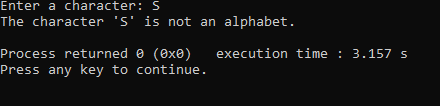 Enter a character: S
The character 'S' is not an alphabet.
Process returned 0 (0x0)   execution time : 3.157 s
Press any key to continue.